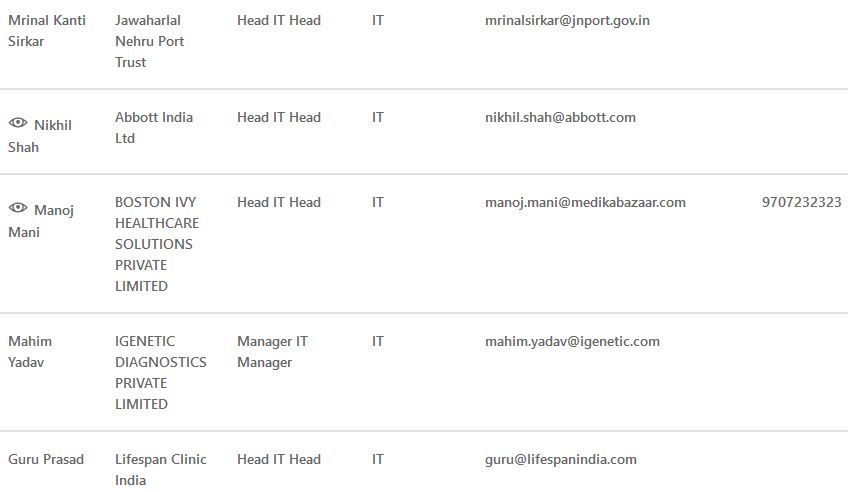 Mrinal Kanti Sirkar
Jawaharlal Nehru Port Trust
Head IT Head
IT
mrinalsirkar@jnport.gov.in
Nikhil Shah
Abbott India Ltd
Head IT Head
IT
nikhil.shah@abbott.com
Manoj Mani
BOSTON IVY HEALTHCARE SOLUTIONS PRIVATE LIMITED
Head IT Head
IT
manoj.mani@medikabazaar.com
9707232323
Mahim Yadav
IGENETIC DIAGNOSTICS PRIVATE LIMITED
Manager IT Manager
IT
mahim.yadav@igenetic.com
Guru Prasad
Lifespan Clinic India
Head IT Head
IT
guru@lifespanindia.com